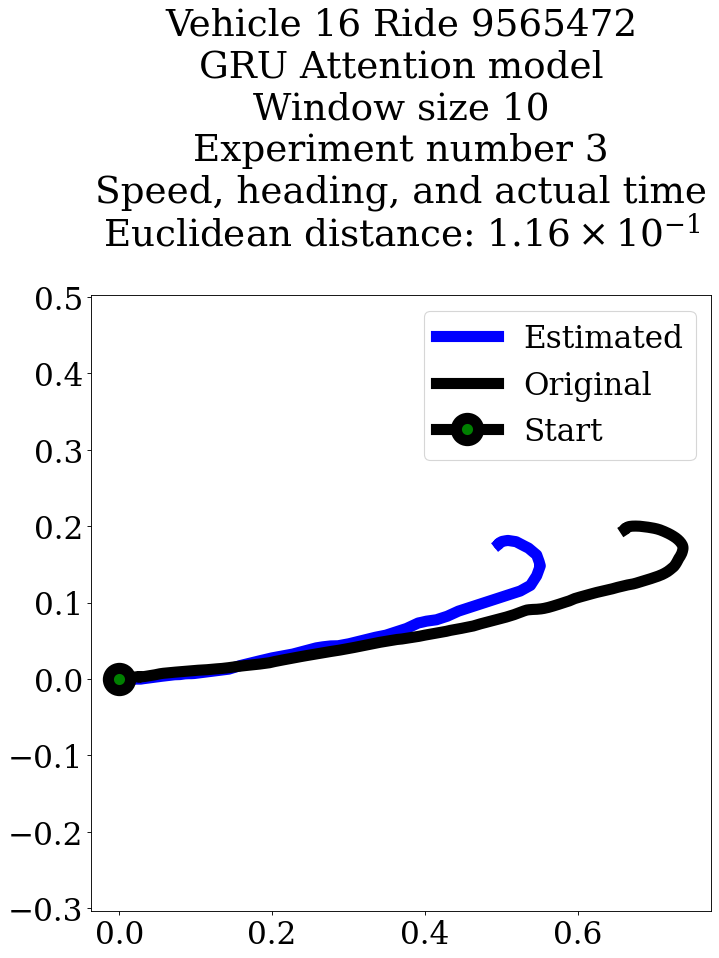 Vehicle 16 Ride 9565472
GRU Attention model
Window size 10
Experiment number 3
Speed, heading, and actual time
Euclidean distance: 1.16 × 10⁻¹
0.5
0.4
0.3
0.2
0.1
0.0
−0.1
−0.2
−0.3
Estimated
Original
Start
0.0 0.2 0.4 0.6